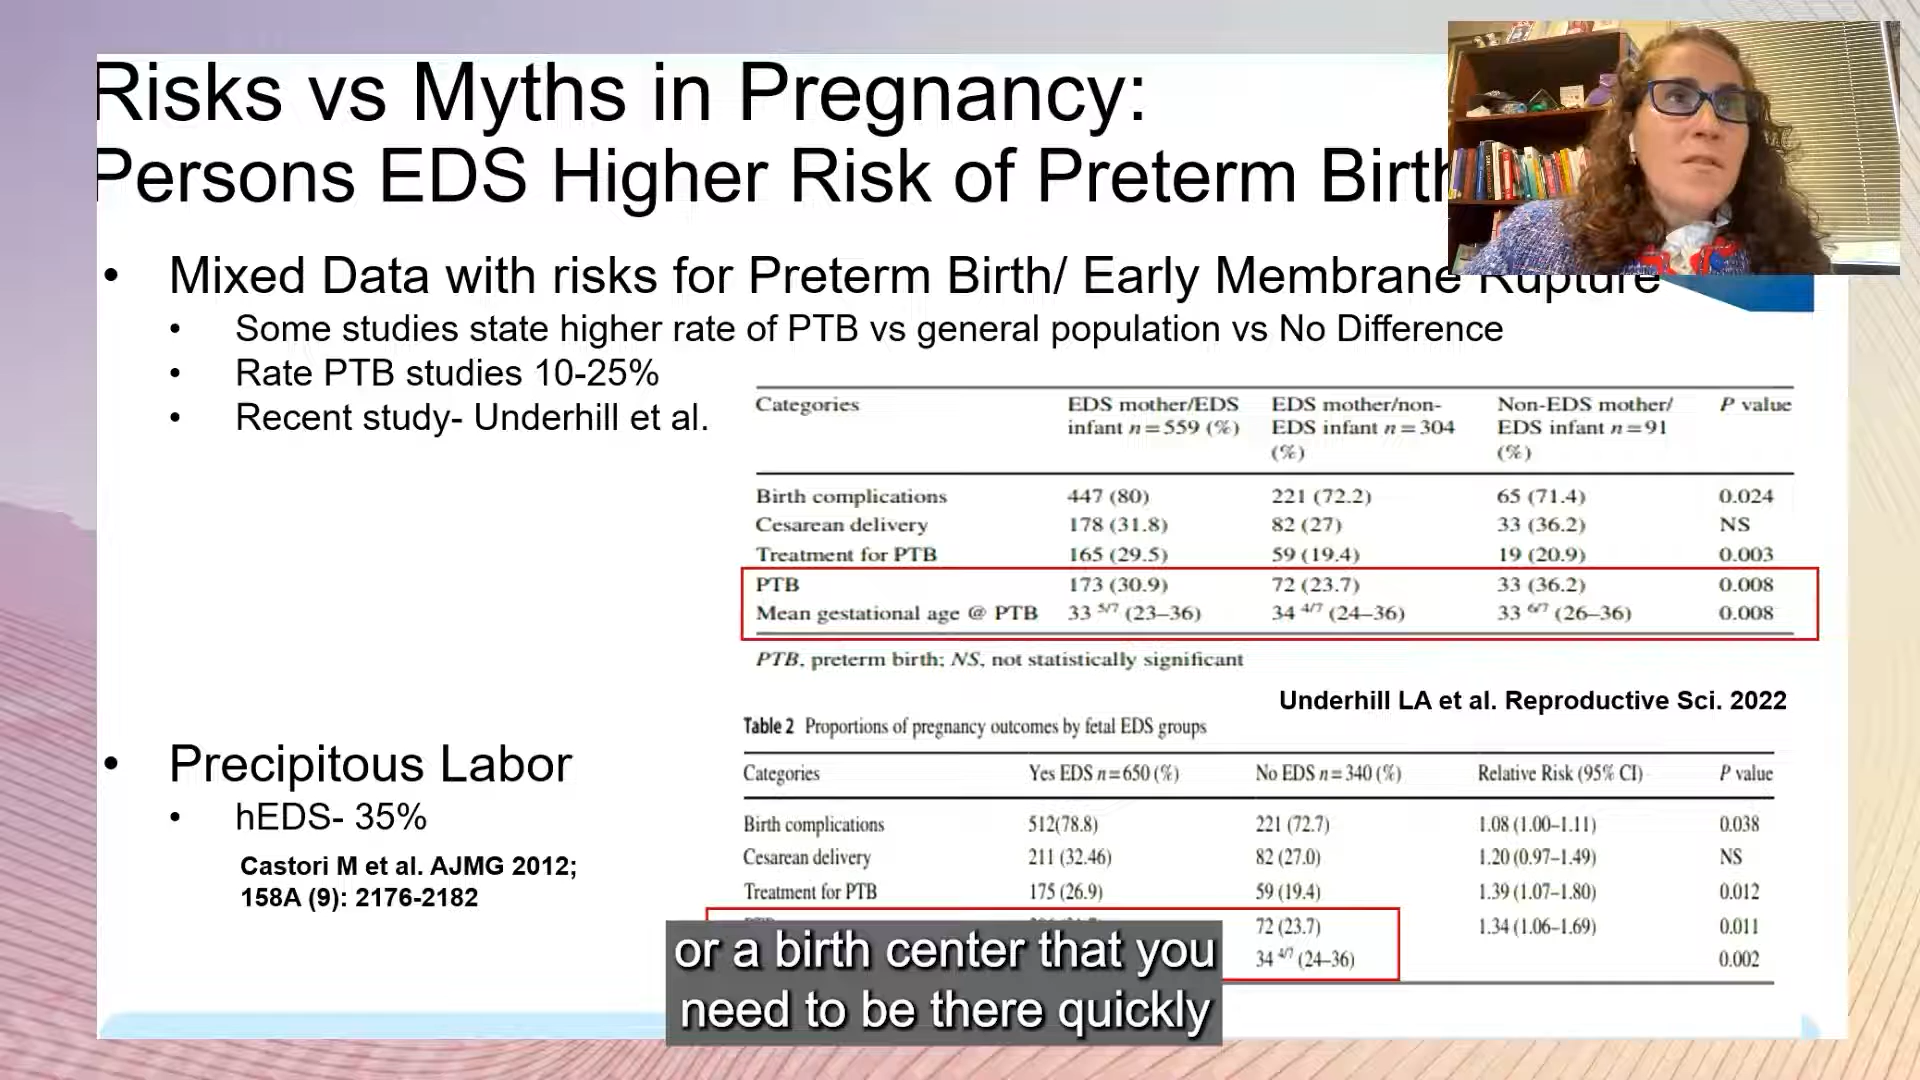 Risks vs Myths in Pregnancy:
Persons EDS Higher Risk of Preterm Birth
• Mixed Data with risks for Preterm Birth/ Early Membrane Rupture
• Some studies state higher rate of PTB vs general population vs No Difference
• Rate PTB studies 10-25%
• Recent study- Underhill et al.
Categories EDS mother/EDS infant n=559 (%) EDS mother/non-EDS infant n=304 (%) Non-EDS mother/EDS infant n=91 (%) P value
Birth complications 447 (80) 221 (72.2) 65 (71.4) 0.024
Cesarean delivery 178 (31.8) 82 (27) 33 (36.2) NS
Treatment for PTB 165 (29.5) 59 (19.4) 19 (20.9) 0.003
PTB 173 (30.9) 72 (23.7) 33 (36.2) 0.008
Mean gestational age @ PTB 33 5/7 (23–36) 34 4/7 (24–36) 33 6/7 (26–36) 0.008
PTB, preterm birth; NS, not statistically significant
Underhill LA et al. Reproductive Sci. 2022
• Precipitous Labor
• hEDS- 35%
Castori M et al. AJMG 2012;
158A (9): 2176-2182
Table 2 Proportions of pregnancy outcomes by fetal EDS groups
Categories Yes EDS n=650 (%) No EDS n=340 (%) Relative Risk (95% CI) P value
Birth complications 512(78.8) 221 (72.7) 1.08 (1.00–1.11) 0.038
Cesarean delivery 211 (32.46) 82 (27.0) 1.20 (0.97–1.49) NS
Treatment for PTB 175 (26.9) 59 (19.4) 1.39 (1.07–1.80) 0.012
72 (23.7) 1.34 (1.06–1.69) 0.011
34 4/7 (24–36) 0.002
or a birth center that you
need to be there quickly